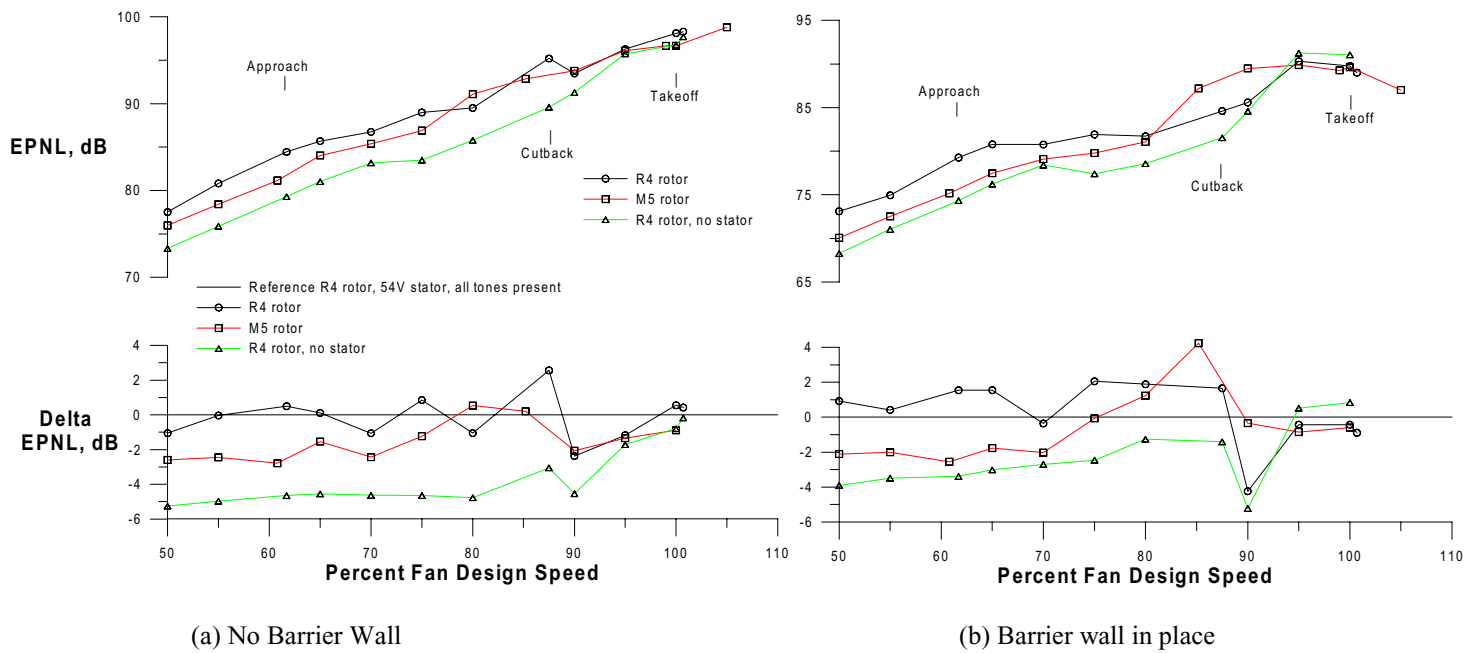 100
90
80
70
EPNL, dB
Approach
Cutback
Takeoff
R4 rotor
M5 rotor
R4 rotor, no stator
Reference R4 rotor, 54V stator, all tones present
R4 rotor
M5 rotor
R4 rotor, no stator
4
2
0
-2
-4
-6
Delta
EPNL, dB
50 60 70 80 90 100 110
Percent Fan Design Speed
(a) No Barrier Wall
95
85
75
65
Approach
Cutback
Takeoff
4
2
0
-2
-4
-6
50 60 70 80 90 100 110
Percent Fan Design Speed
(b) Barrier wall in place